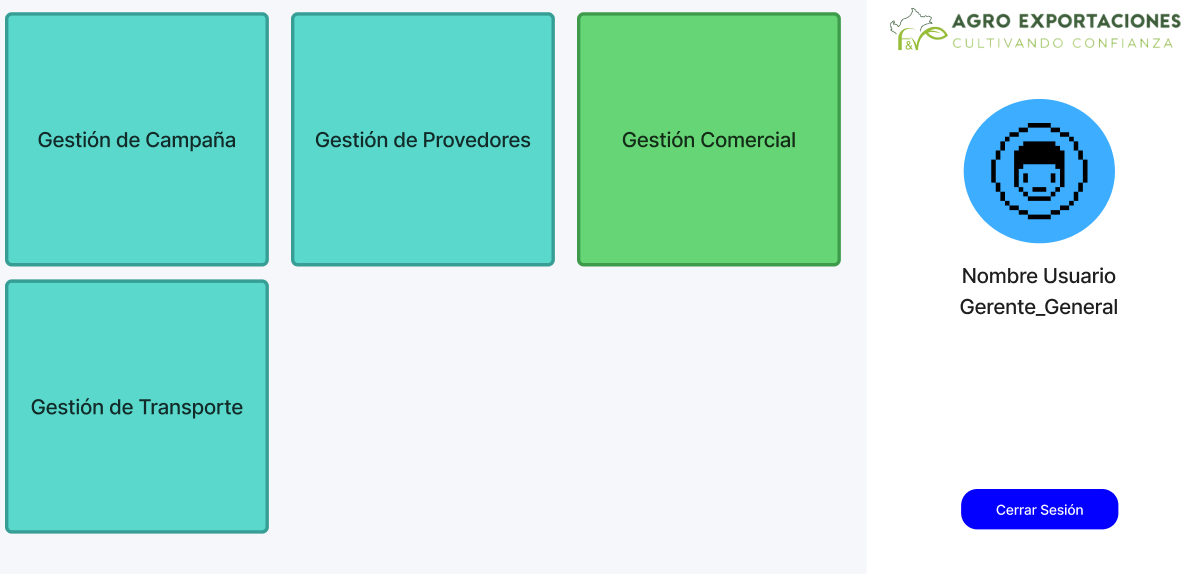 Gestión de Campaña
Gestión de Provedores
Gestión Comercial
Gestión de Transporte
F&V
AGRO EXPORTACIONES
CULTIVANDO CONFIANZA
Nombre Usuario
Gerente_General
Cerrar Sesión